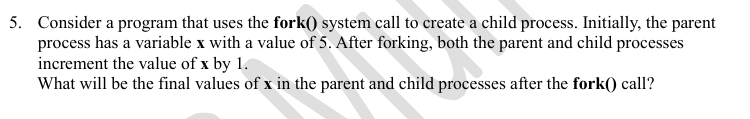 5. Consider a program that uses the fork() system call to create a child process. Initially, the parent
process has a variable x with a value of 5. After forking, both the parent and child processes
increment the value of x by 1.
What will be the final values of x in the parent and child processes after the fork() call?